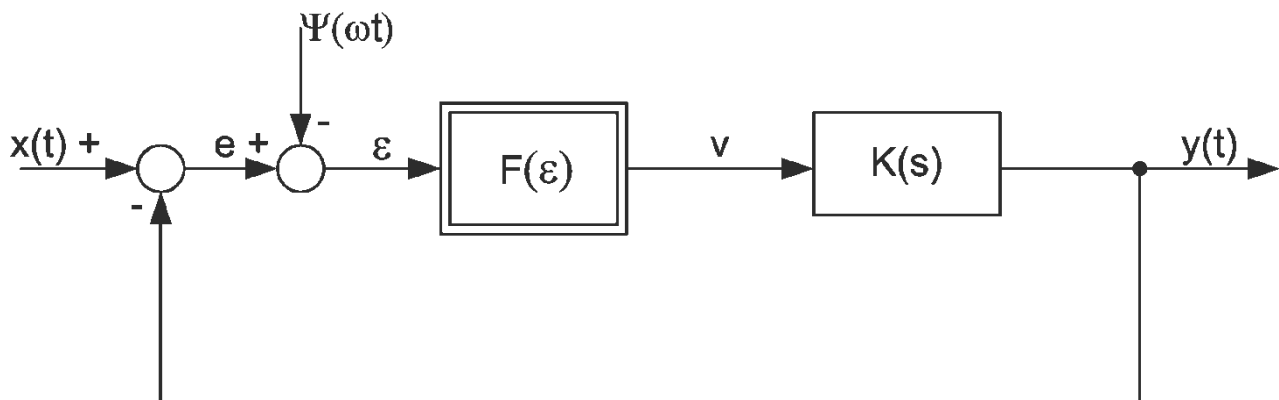 Ψ(ωt)
-
x(t) +
e +
ε
F(ε)
v
K(s)
y(t)
-